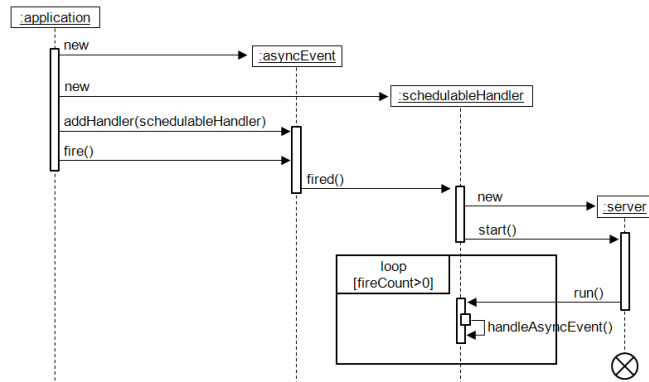 :application
new
:asyncEvent
new
:schedulableHandler
addHandler(schedulableHandler)
fire()
fired()
new
:server
start()
loop
[fireCount>0]
run()
handleAsyncEvent()